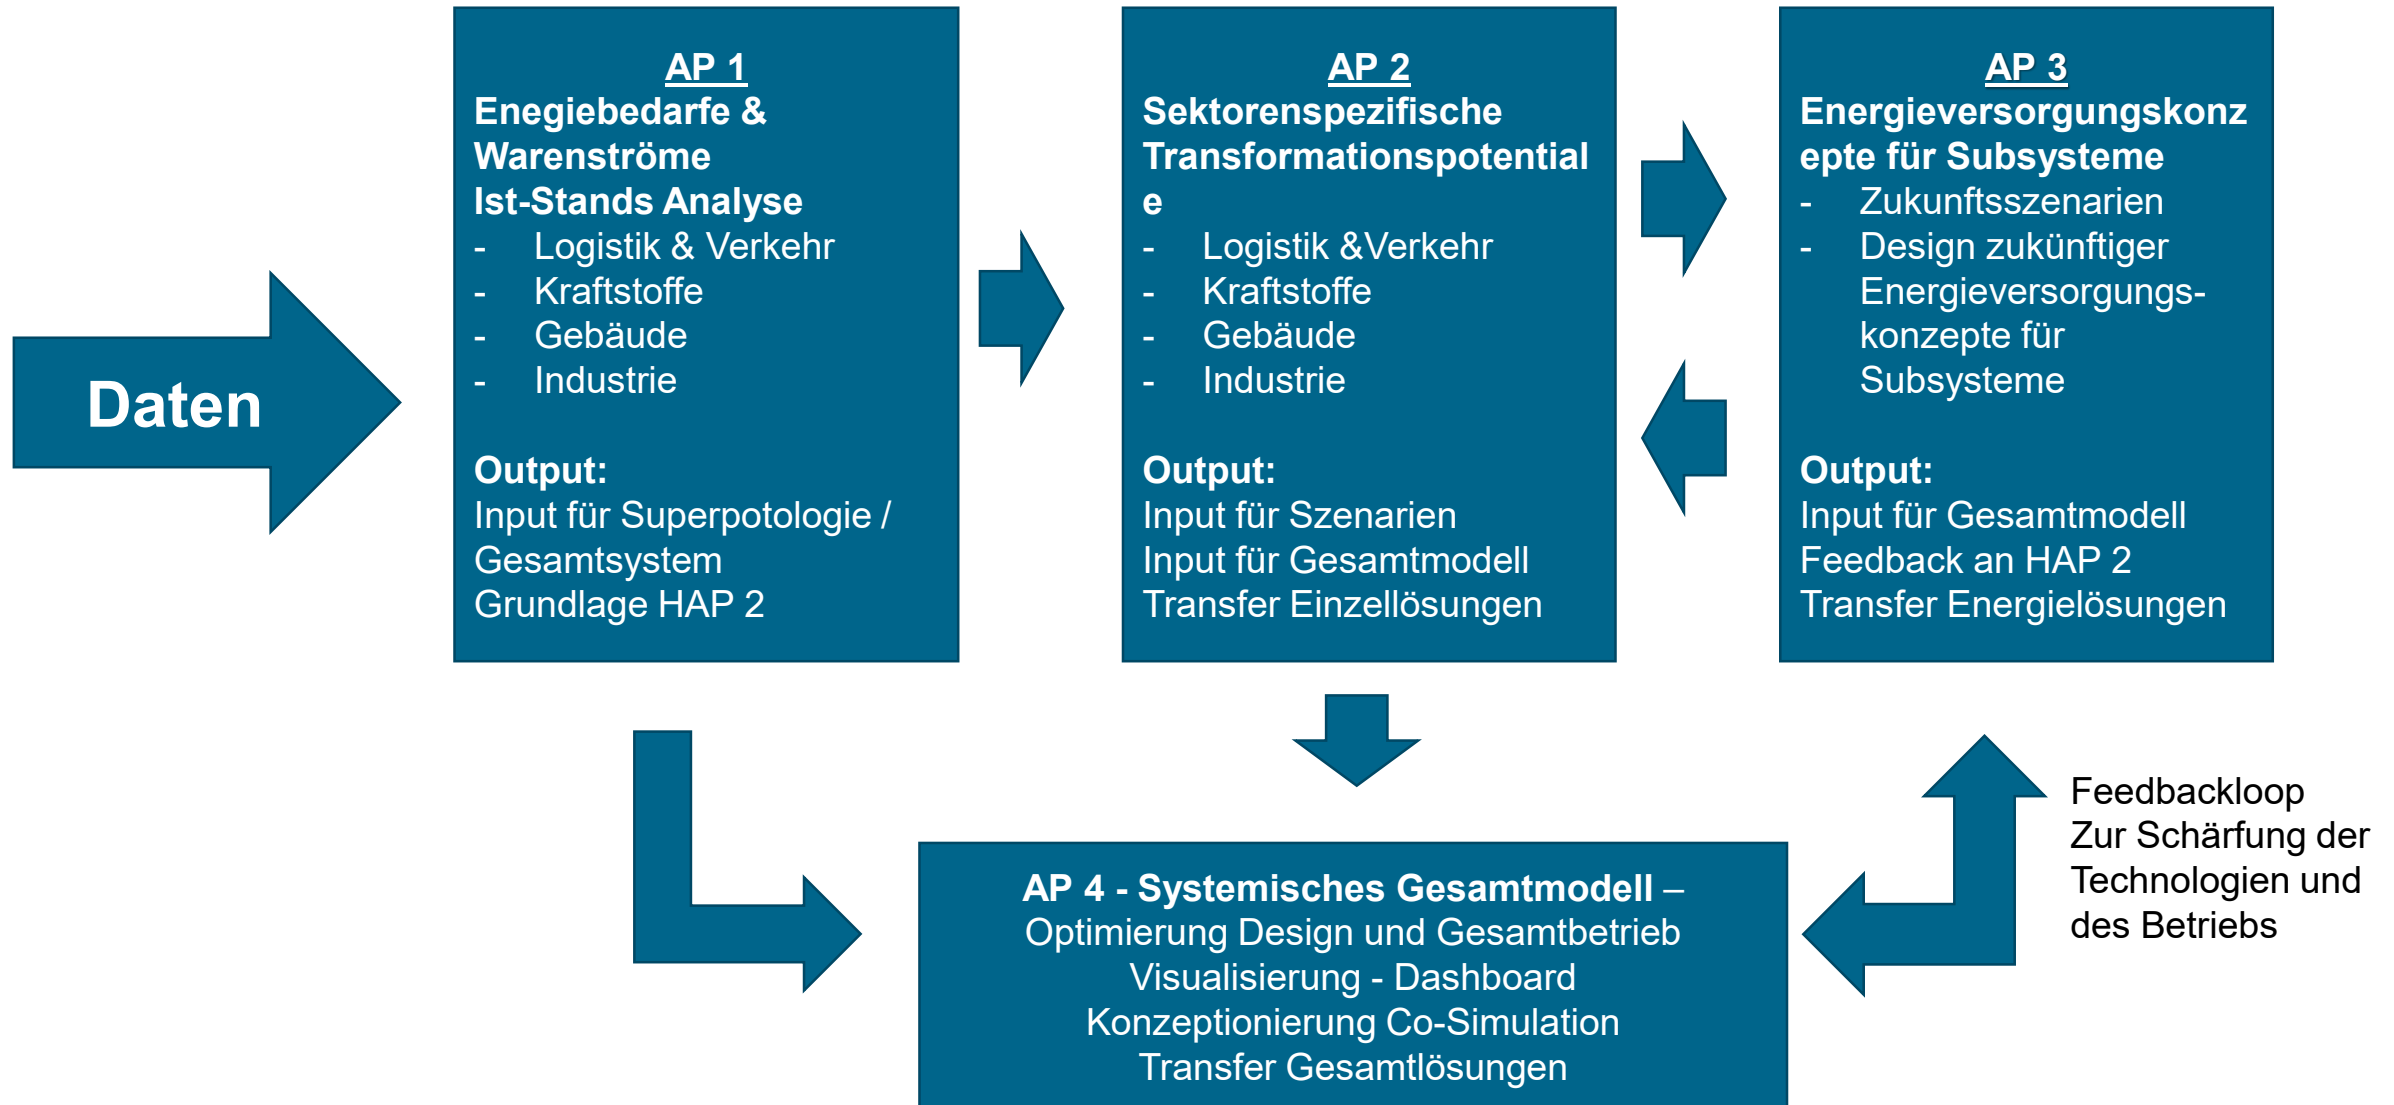 Daten
AP 1
Enegiebedarfe &
Warenströme
Ist-Stands Analyse
- Logistik & Verkehr
- Kraftstoffe
- Gebäude
- Industrie
Output:
Input für Superpotologie /
Gesamtsystem
Grundlage HAP 2
AP 2
Sektorenspezifische
Transformationspotential
e
- Logistik &Verkehr
- Kraftstoffe
- Gebäude
- Industrie
Output:
Input für Szenarien
Input für Gesamtmodell
Transfer Einzellösungen
AP 3
Energieversorgungskonz
epte für Subsysteme
- Zukunftsszenarien
- Design zukünftiger
Energieversorgungs-
konzepte für
Subsysteme
Output:
Input für Gesamtmodell
Feedback an HAP 2
Transfer Energielösungen
AP 4 - Systemisches Gesamtmodell –
Optimierung Design und Gesamtbetrieb
Visualisierung - Dashboard
Konzeptionierung Co-Simulation
Transfer Gesamtlösungen
Feedbackloop
Zur Schärfung der
Technologien und
des Betriebs